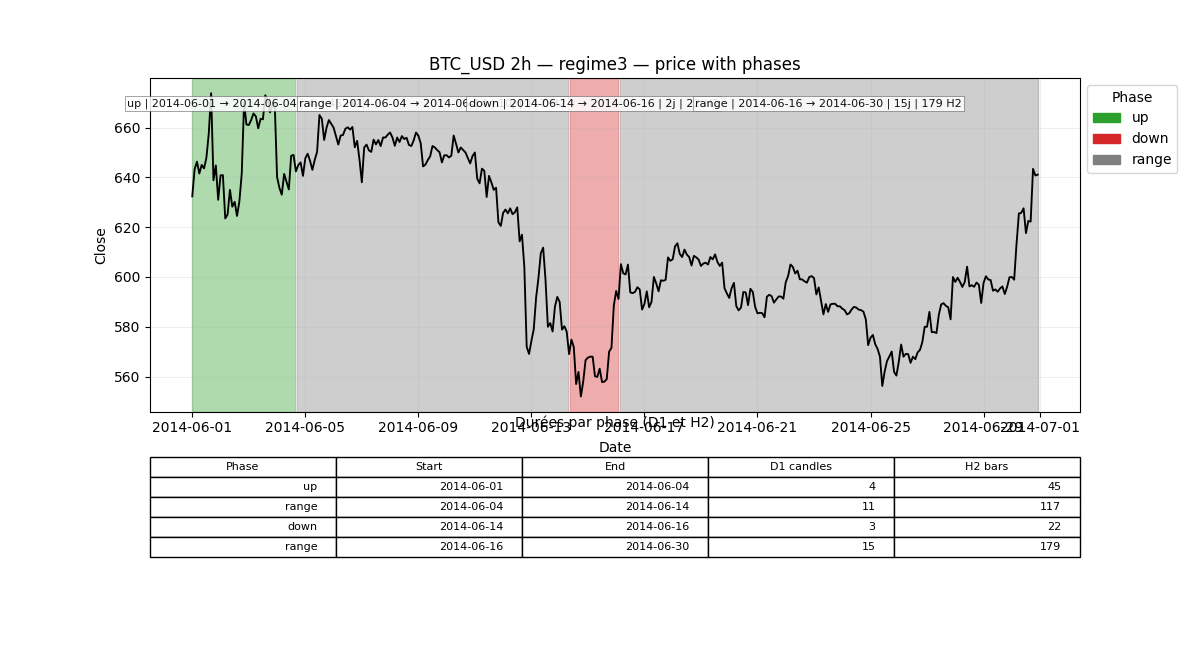 BTC_USD 2h — regime3 — price with phases
up | 2014-06-01 → 2014-06-04 range | 2014-06-04 → 2014-06 down | 2014-06-14 → 2014-06-16 | 2j | 2 range | 2014-06-16 → 2014-06-30 | 15j | 179 H2
Phase
up
down
range
Close
660
640
620
600
580
560
2014-06-01 2014-06-05 2014-06-09 2014-06-13 2014-06-17 2014-06-21 2014-06-25 2014-06-29 2014-07-01
Date
Durées par phase (D1 et H2)
Phase Start End D1 candles H2 bars
up 2014-06-01 2014-06-04 4 45
range 2014-06-04 2014-06-14 11 117
down 2014-06-14 2014-06-16 3 22
range 2014-06-16 2014-06-30 15 179